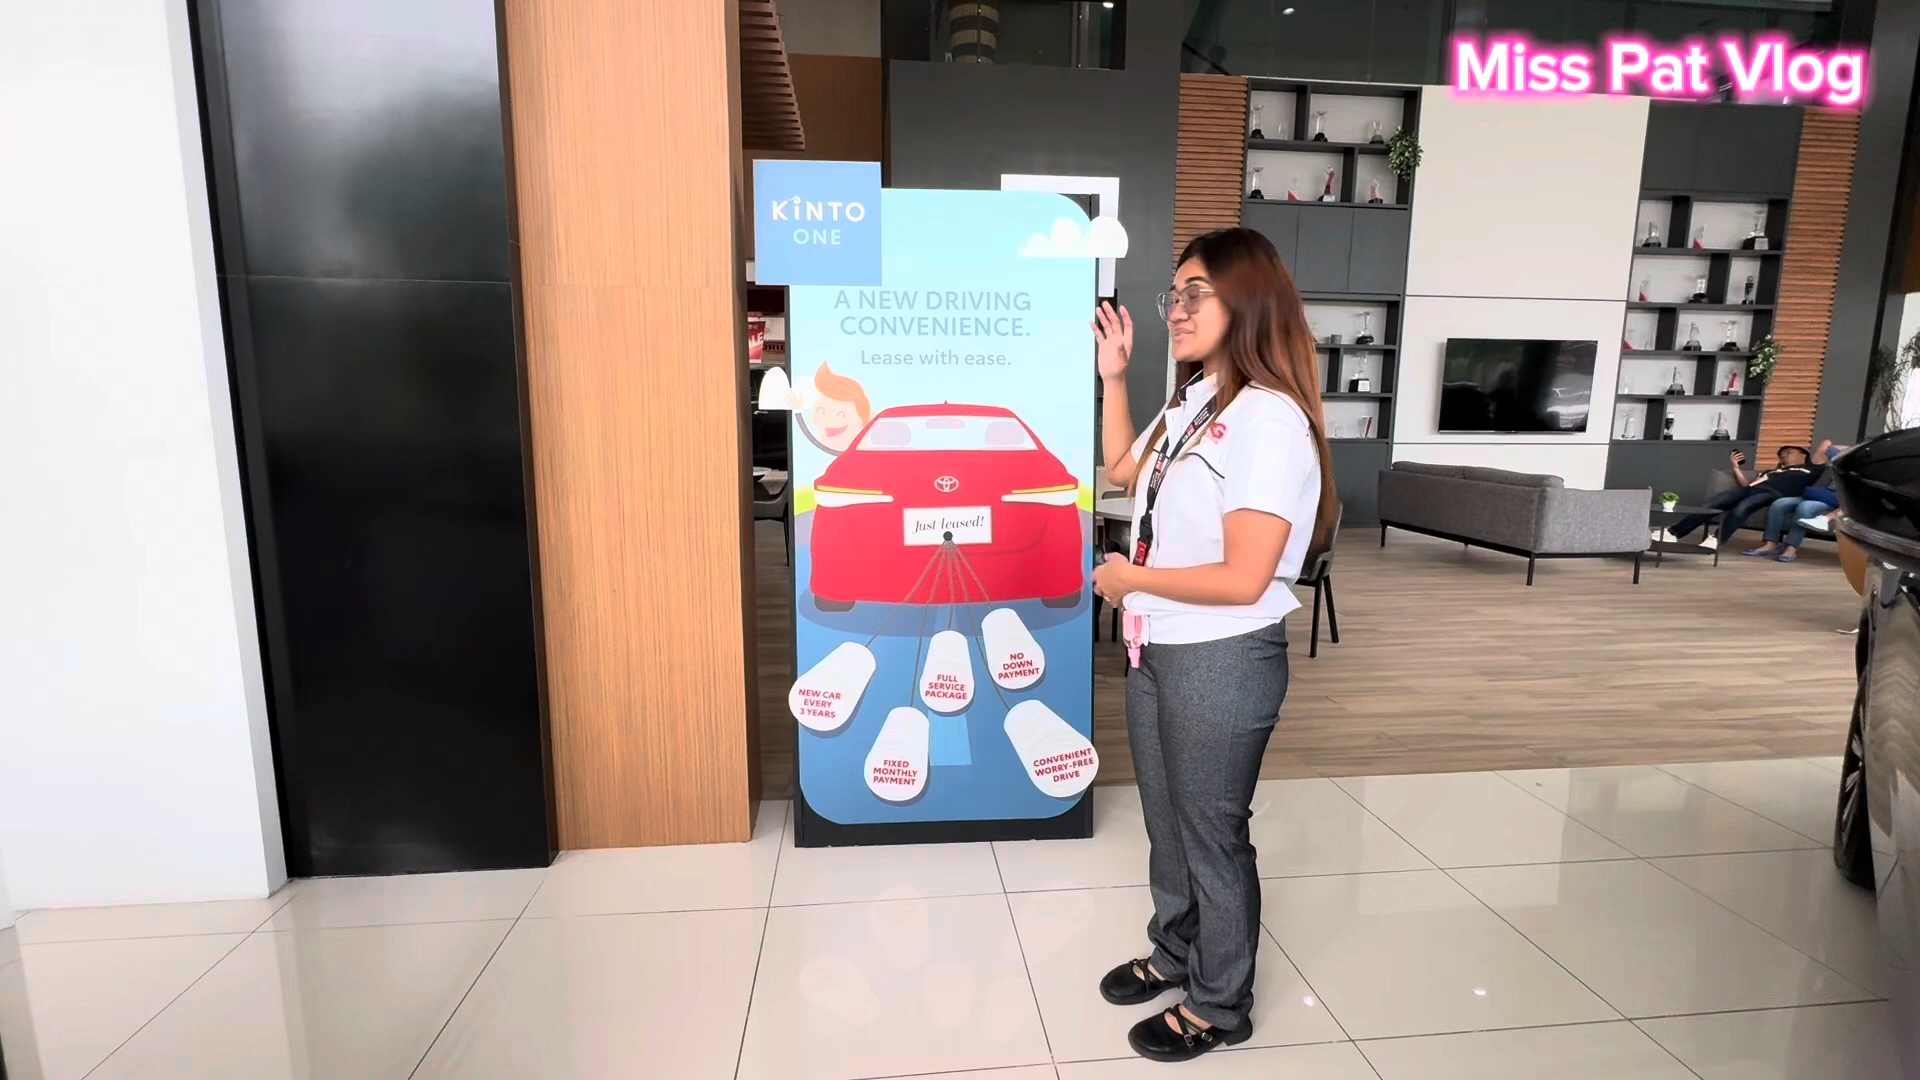 Miss Pat Vlog
KINTO
ONE
A NEW DRIVING
CONVENIENCE.
Lease with ease.
Just leased!
NEW CAR
EVERY
3 YEARS
FIXED
MONTHLY
PAYMENT
FULL
SERVICE
PACKAGE
NO
DOWN
PAYMENT
CONVENIENT
WORRY-FREE
DRIVE